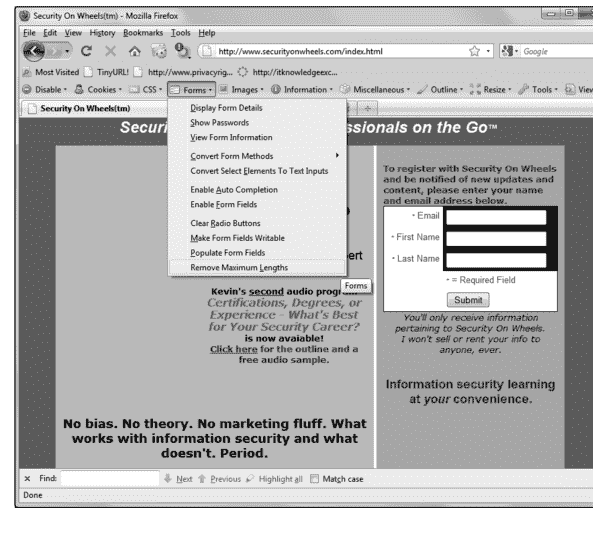 Security On Wheels(tm) - Mozilla Firefox
File Edit View History Bookmarks Tools Help
http://www.securityonwheels.com/index.html
Google
Most Visited TinyURL! http://www.privacyrig... http://itknowledgeexc...
Disable Cookies CSS Forms Images Information Miscellaneous Outline Resize Tools View
Security On Wheels(tm)
Securi
ssionals on the Go™
Display Form Details
Show Passwords
View Form Information
Convert Form Methods
Convert Select Elements To Text Inputs
Enable Auto Completion
Enable Form Fields
Clear Radio Buttons
Make Form Fields Writable
Populate Form Fields
Remove Maximum Lengths
Forms
pert
Kevin's second audio program
Certifications, Degrees, or
Experience – What's Best
for Your Security Career?
is now avaiable!
Click here for the outline and a
free audio sample.
No bias. No theory. No marketing fluff. What
works with information security and what
doesn't. Period.
To register with Security On Wheels
and be notified of new updates and
content, please enter your name
and email address below.
• Email
• First Name
• Last Name
• = Required Field
Submit
You'll only receive information
pertaining to Security On Wheels.
I won't sell or rent your info to
anyone, ever.
Information security learning
at your convenience.
x Find: Next Previous Highlight all Match case
Done